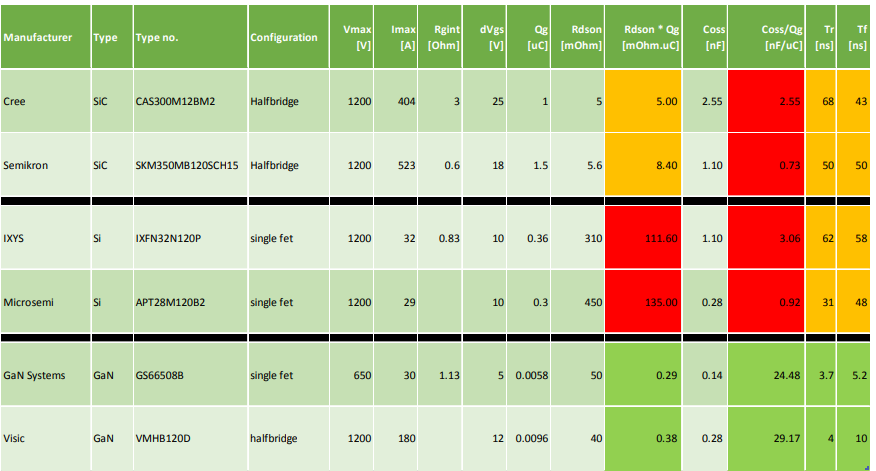 Manufacturer Type Type no. Configuration Vmax [V] Imax [A] Rgint [Ohm] dVgs [V] Qg [uC] Rdson [mOhm] Rdson * Qg [mOhm.uC] Coss [nF] Coss/Qg [nF/uC] Tr [ns] Tf [ns]
Cree SiC CAS300M12BM2 Halfbridge 1200 404 3 25 1 5 5.00 2.55 2.55 68 43
Semikron SiC SKM350MB120SCH15 Halfbridge 1200 523 0.6 18 1.5 5.6 8.40 1.10 0.73 50 50
IXYS Si IXFN32N120P single fet 1200 32 0.83 10 0.36 310 111.60 1.10 3.06 62 58
Microsemi Si APT28M120B2 single fet 1200 29 10 0.3 450 135.00 0.28 0.92 31 48
GaN Systems GaN GS66508B single fet 650 30 1.13 5 0.0058 50 0.29 0.14 24.48 3.7 5.2
Visic GaN VMHB120D halfbridge 1200 180 12 0.0096 40 0.38 0.28 29.17 4 10